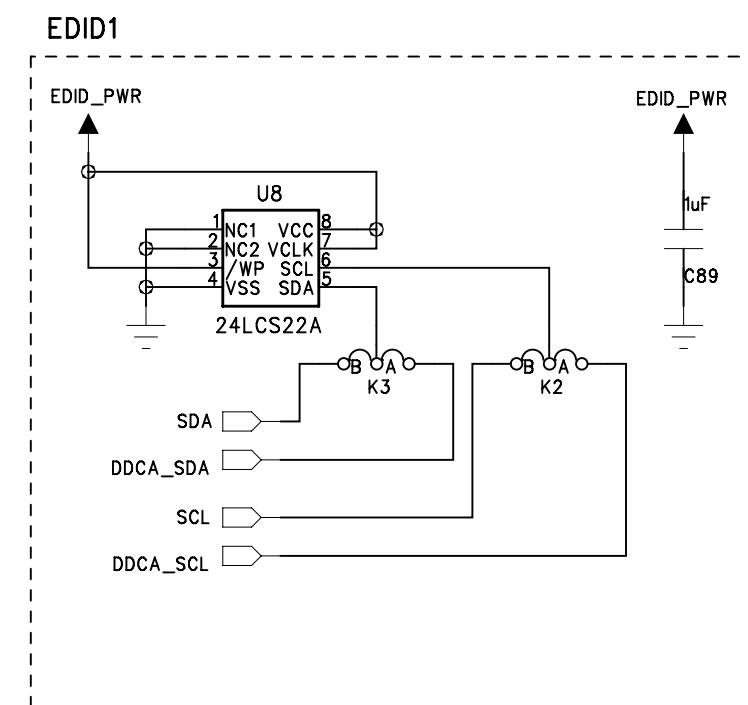 EDID1
EDID_PWR
EDID_PWR
1uF
C89
U8
1 NC1 VCC 8
2 NC2 VCLK 7
3 /WP SCL 6
4 VSS SDA 5
24LCS22A
B A
K3
B A
K2
SDA
DDCA_SDA
SCL
DDCA_SCL